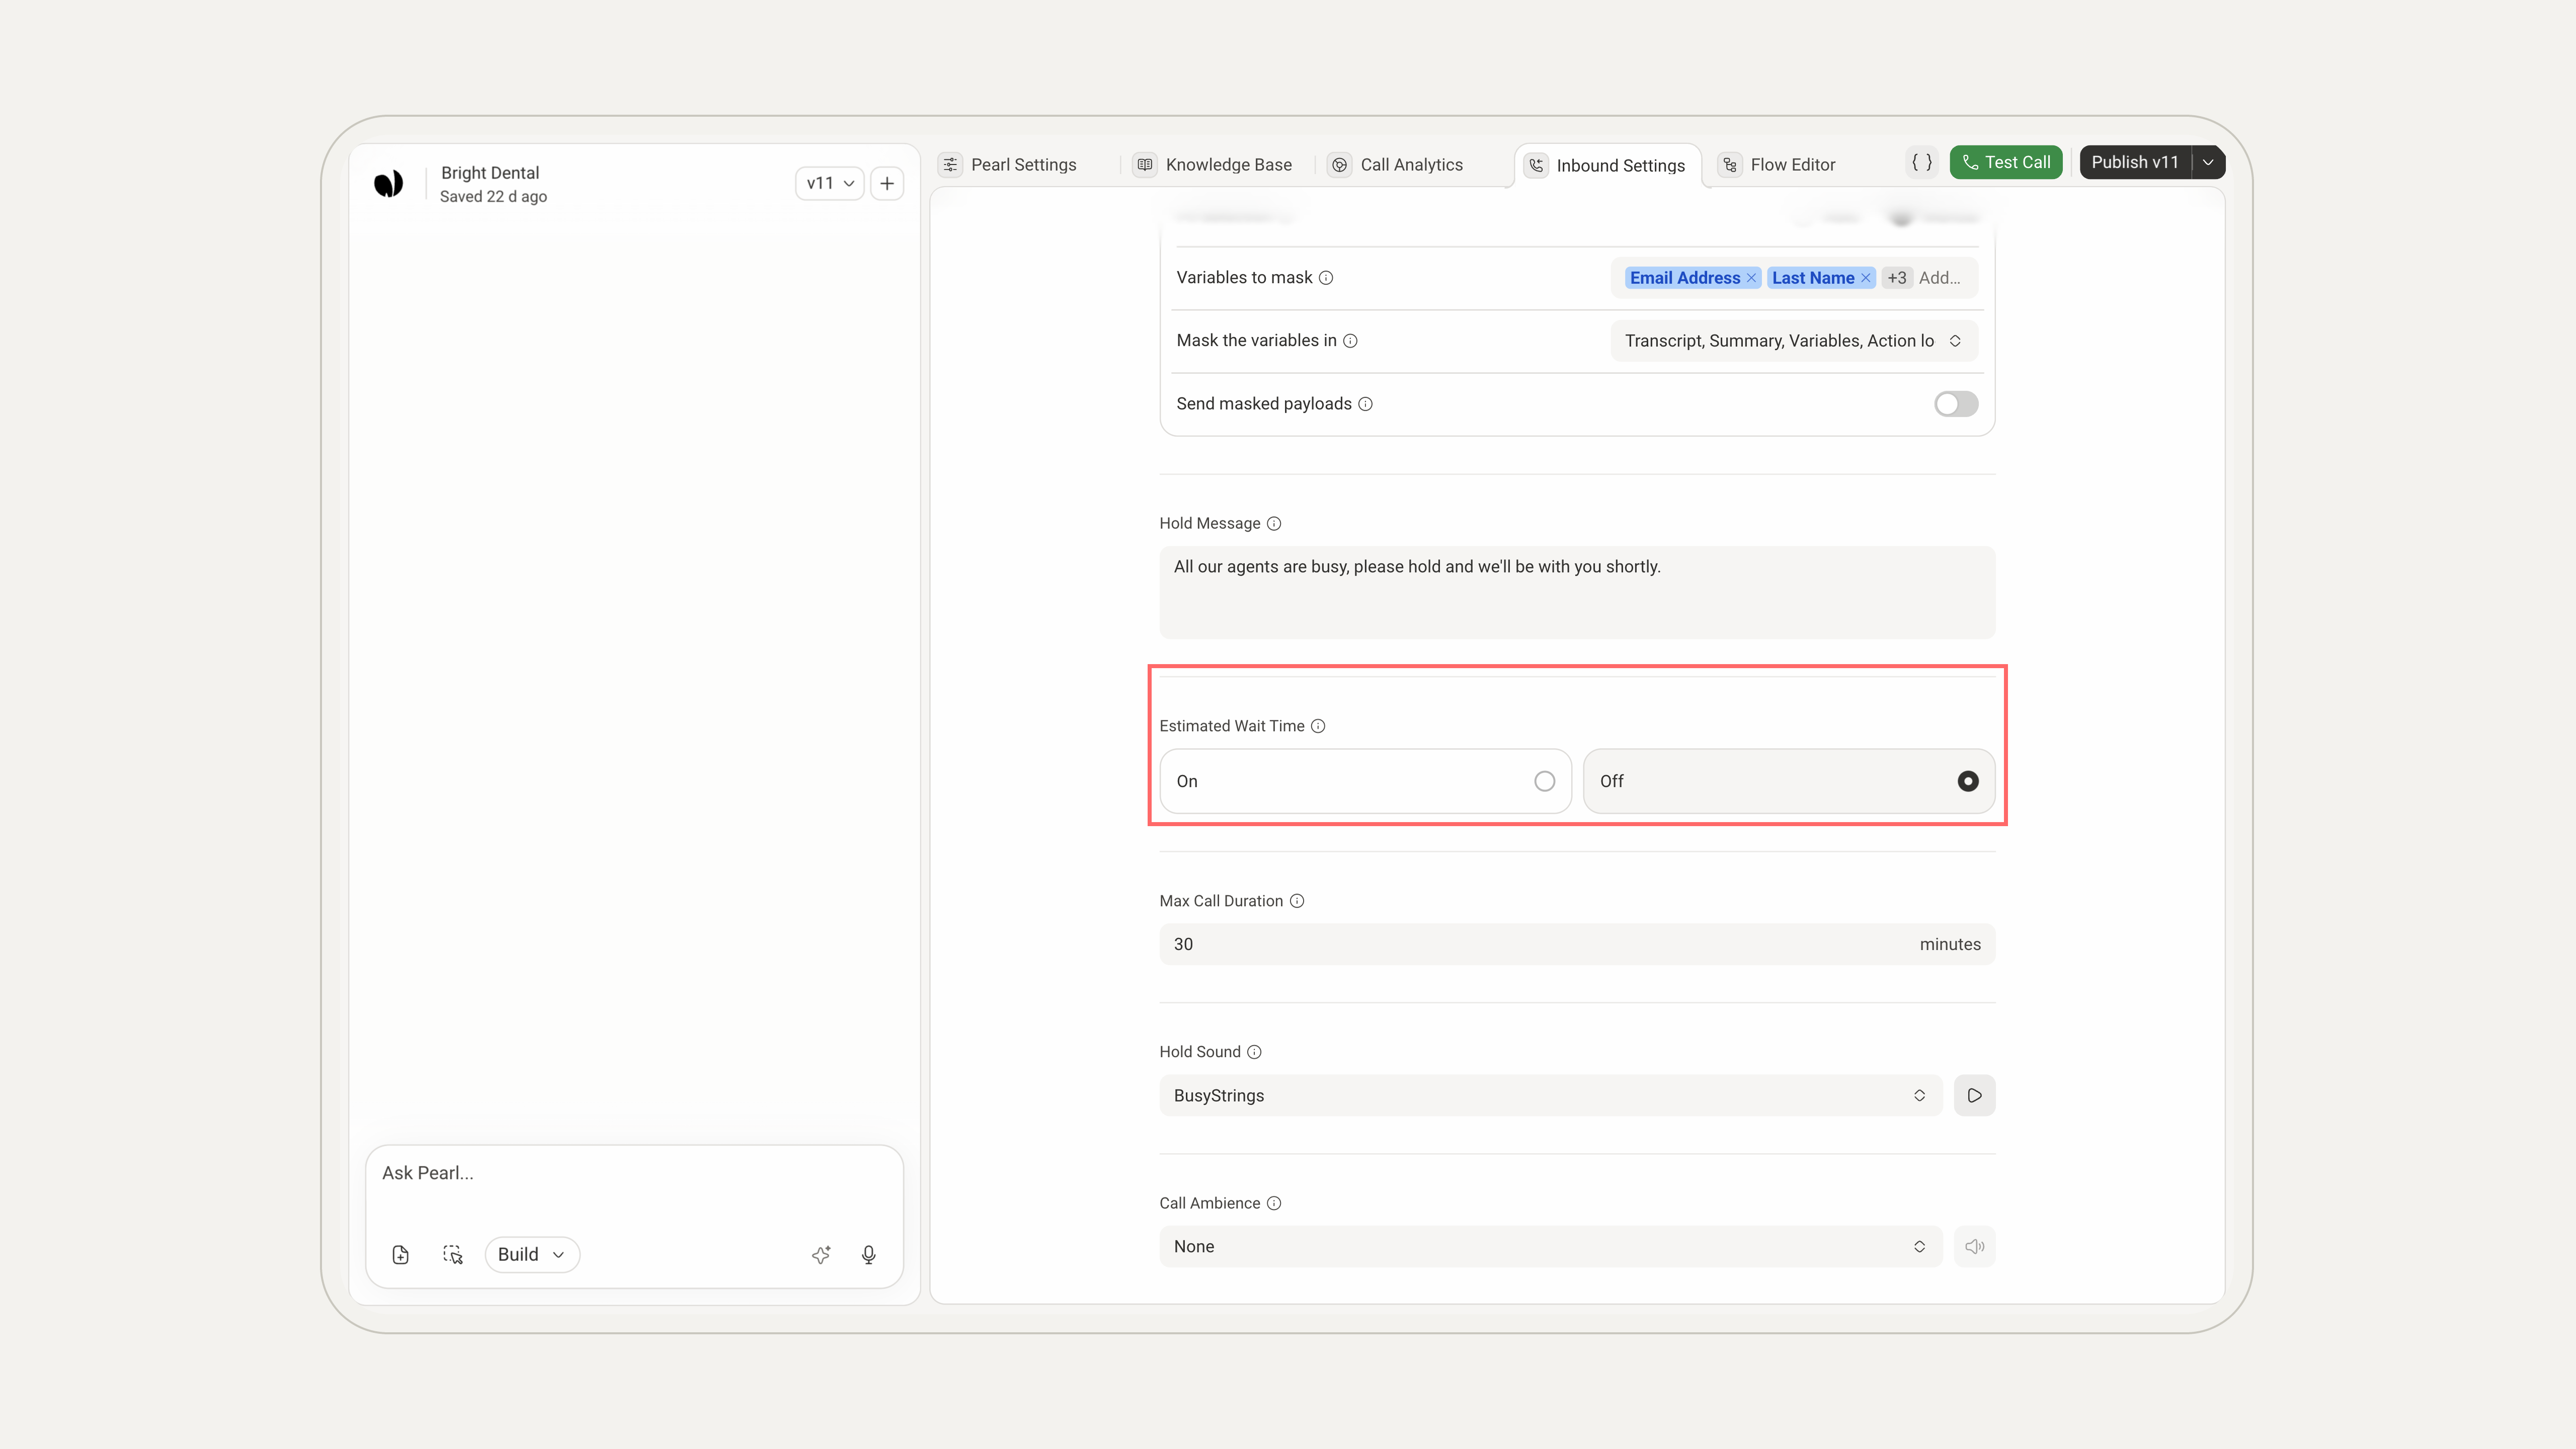 Bright Dental
Saved 22 d ago
v11
Pearl Settings
Knowledge Base
Call Analytics
Inbound Settings
Flow Editor
{ }
Test Call
Publish v11
Variables to mask
Email Address × Last Name × +3 Add...
Mask the variables in
Transcript, Summary, Variables, Action lo
Send masked payloads
Hold Message
All our agents are busy, please hold and we'll be with you shortly.
Estimated Wait Time
On
Off
Max Call Duration
30 minutes
Hold Sound
BusyStrings
Call Ambience
None
Ask Pearl...
Build